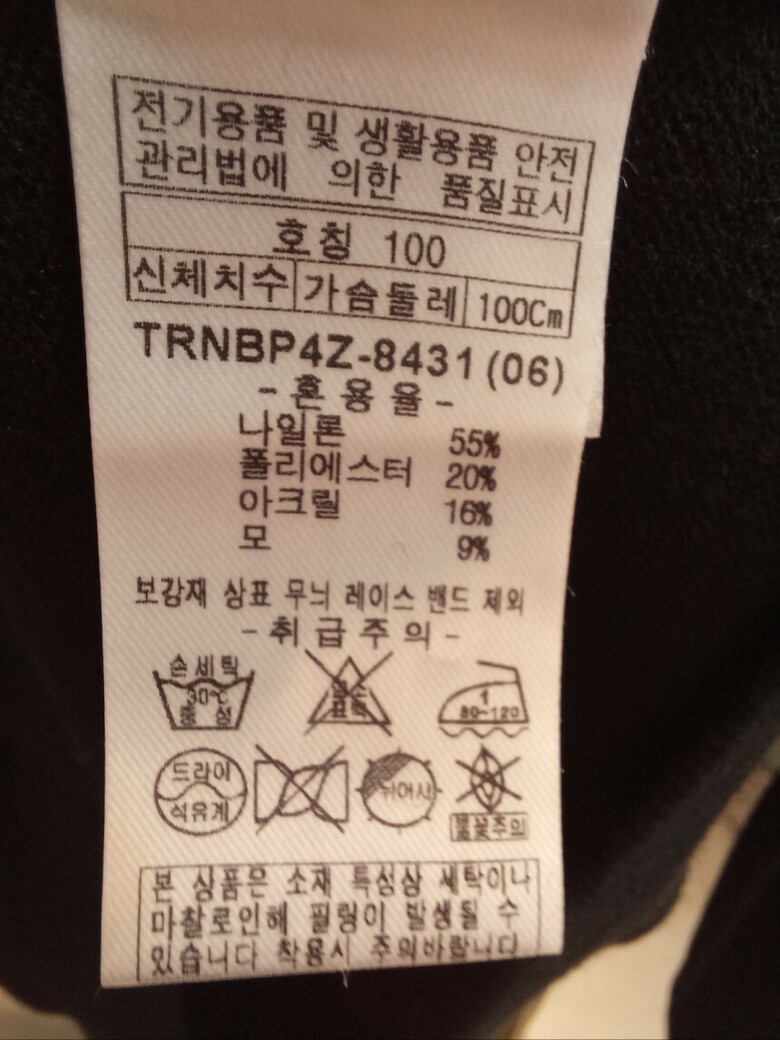 전기용품 및 생활용품 안전
관리법에 의한 품질표시
호칭 100
신체치수 가슴둘레 100Cm
TRNBP4Z-8431(06)
-혼용율-
나일론 55%
폴리에스터 20%
아크릴 16%
모 9%
보강재 상표 무늬 레이스 밴드 제외
-취급주의-
손세탁
30℃
중성
염소
표백
1
80~120
드라이
석유계
뉘어서
불꽃주의
본 상품은 소재 특성상 세탁이나
마찰로인해 필링이 발생될 수
있습니다 착용시 주의바랍니다